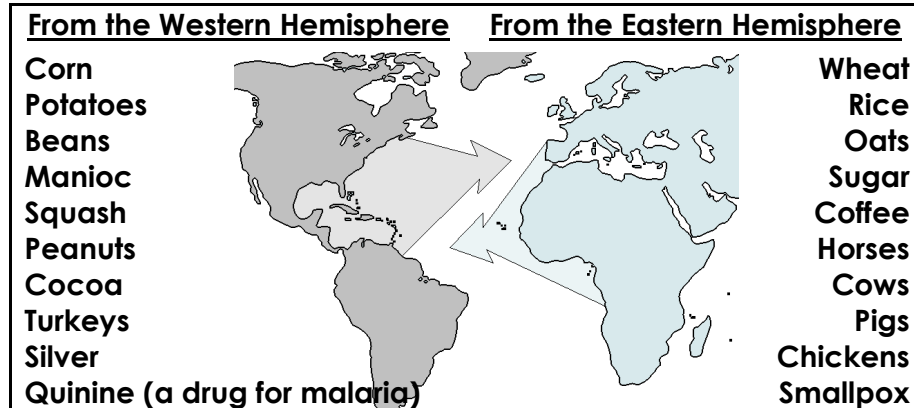 From the Western Hemisphere
Corn
Potatoes
Beans
Manioc
Squash
Peanuts
Cocoa
Turkeys
Silver
Quinine (a drug for malaria)
From the Eastern Hemisphere
Wheat
Rice
Oats
Sugar
Coffee
Horses
Cows
Pigs
Chickens
Smallpox